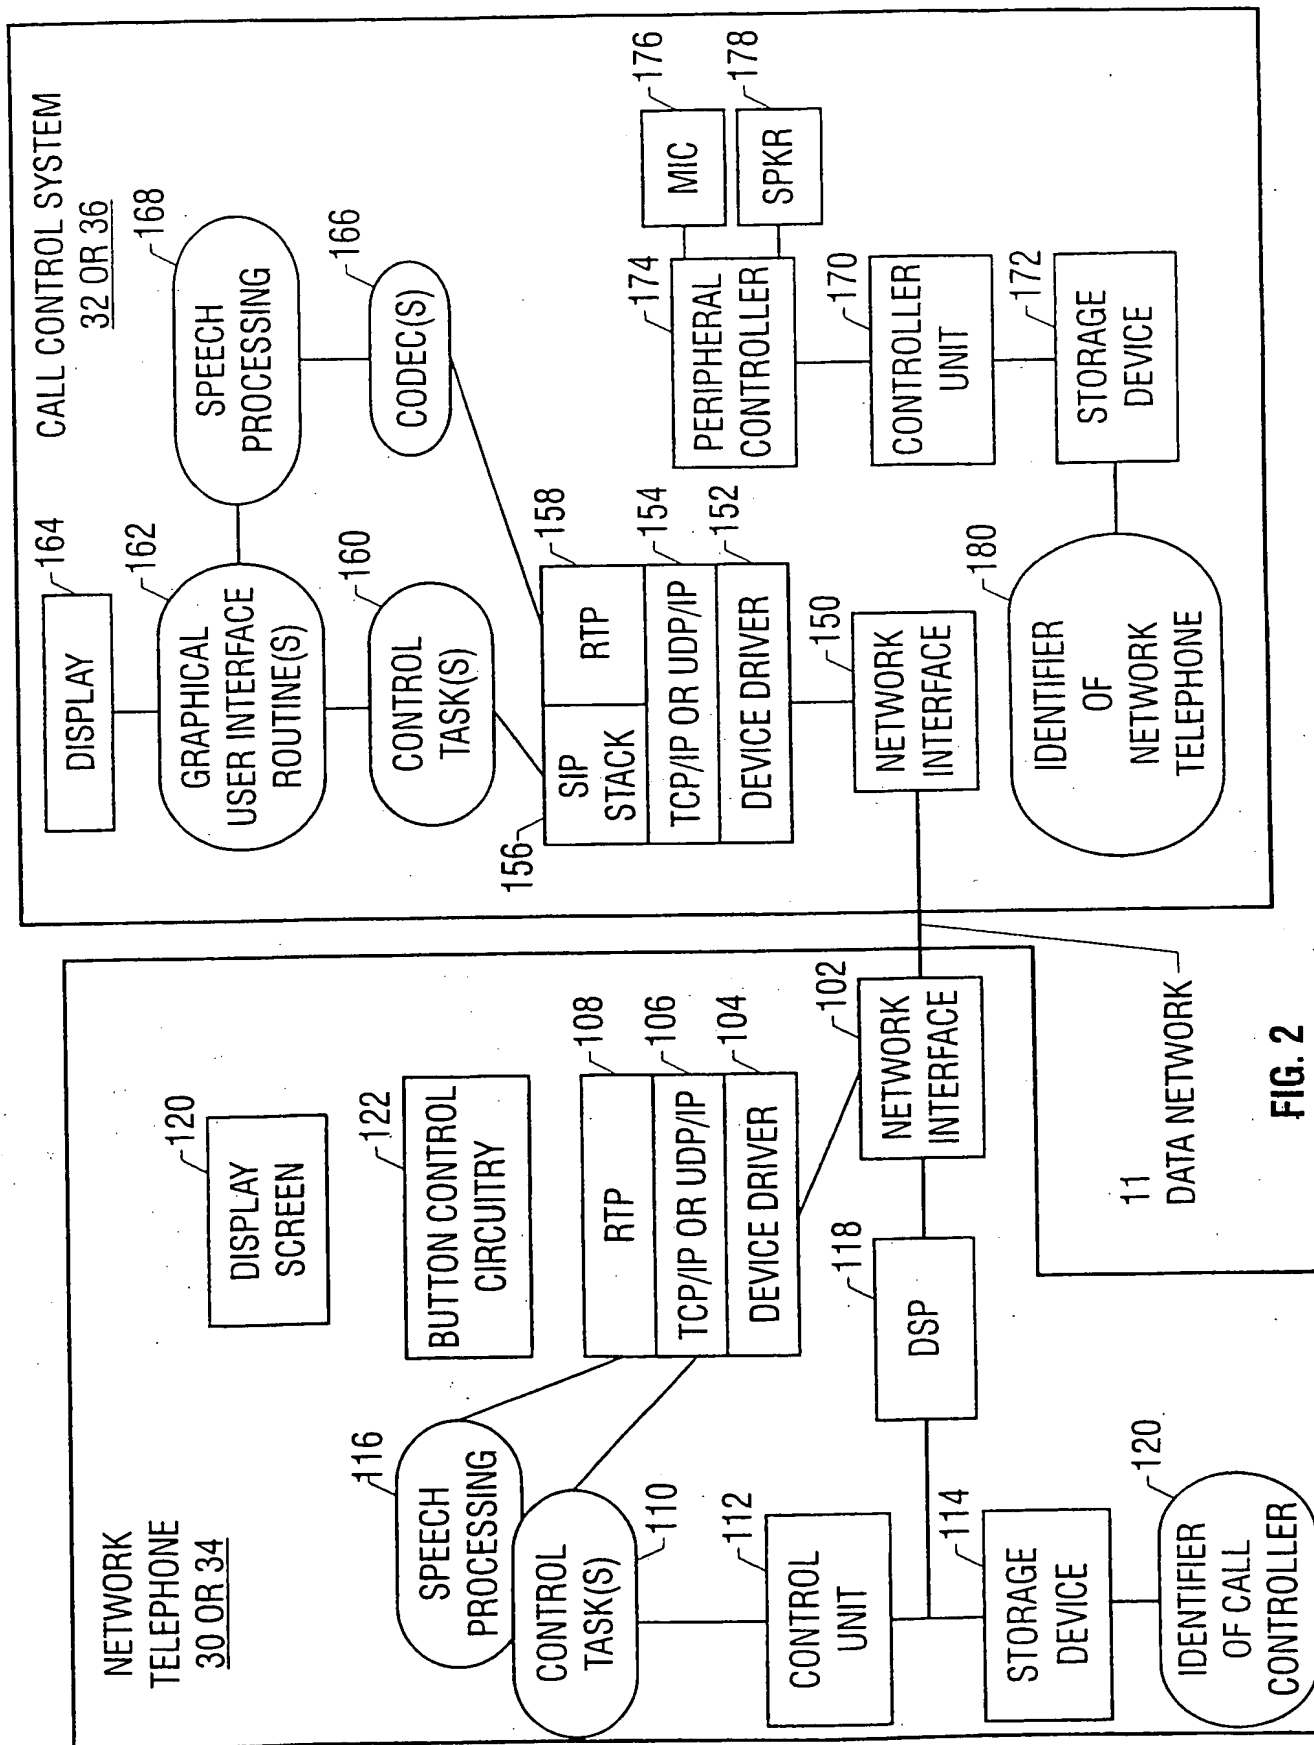 NETWORK
TELEPHONE
30 OR 34
120
DISPLAY
SCREEN
122
BUTTON CONTROL
CIRCUITRY
116
SPEECH
PROCESSING
CONTROL
TASK(S)
110
108
RTP
106
TCP/IP OR UDP/IP
104
DEVICE DRIVER
112
CONTROL
UNIT
118
DSP
102
NETWORK
INTERFACE
114
STORAGE
DEVICE
120
IDENTIFIER
OF CALL
CONTROLLER
11
DATA NETWORK
CALL CONTROL SYSTEM
32 OR 36
164
DISPLAY
162
GRAPHICAL
USER INTERFACE
ROUTINE(S)
168
SPEECH
PROCESSING
160
CONTROL
TASK(S)
166
CODEC(S)
156
SIP
STACK
158
RTP
154
TCP/IP OR UDP/IP
152
DEVICE DRIVER
150
NETWORK
INTERFACE
174
PERIPHERAL
CONTROLLER
MIC
176
SPKR
178
170
CONTROLLER
UNIT
172
STORAGE
DEVICE
180
IDENTIFIER
OF
NETWORK
TELEPHONE
FIG. 2